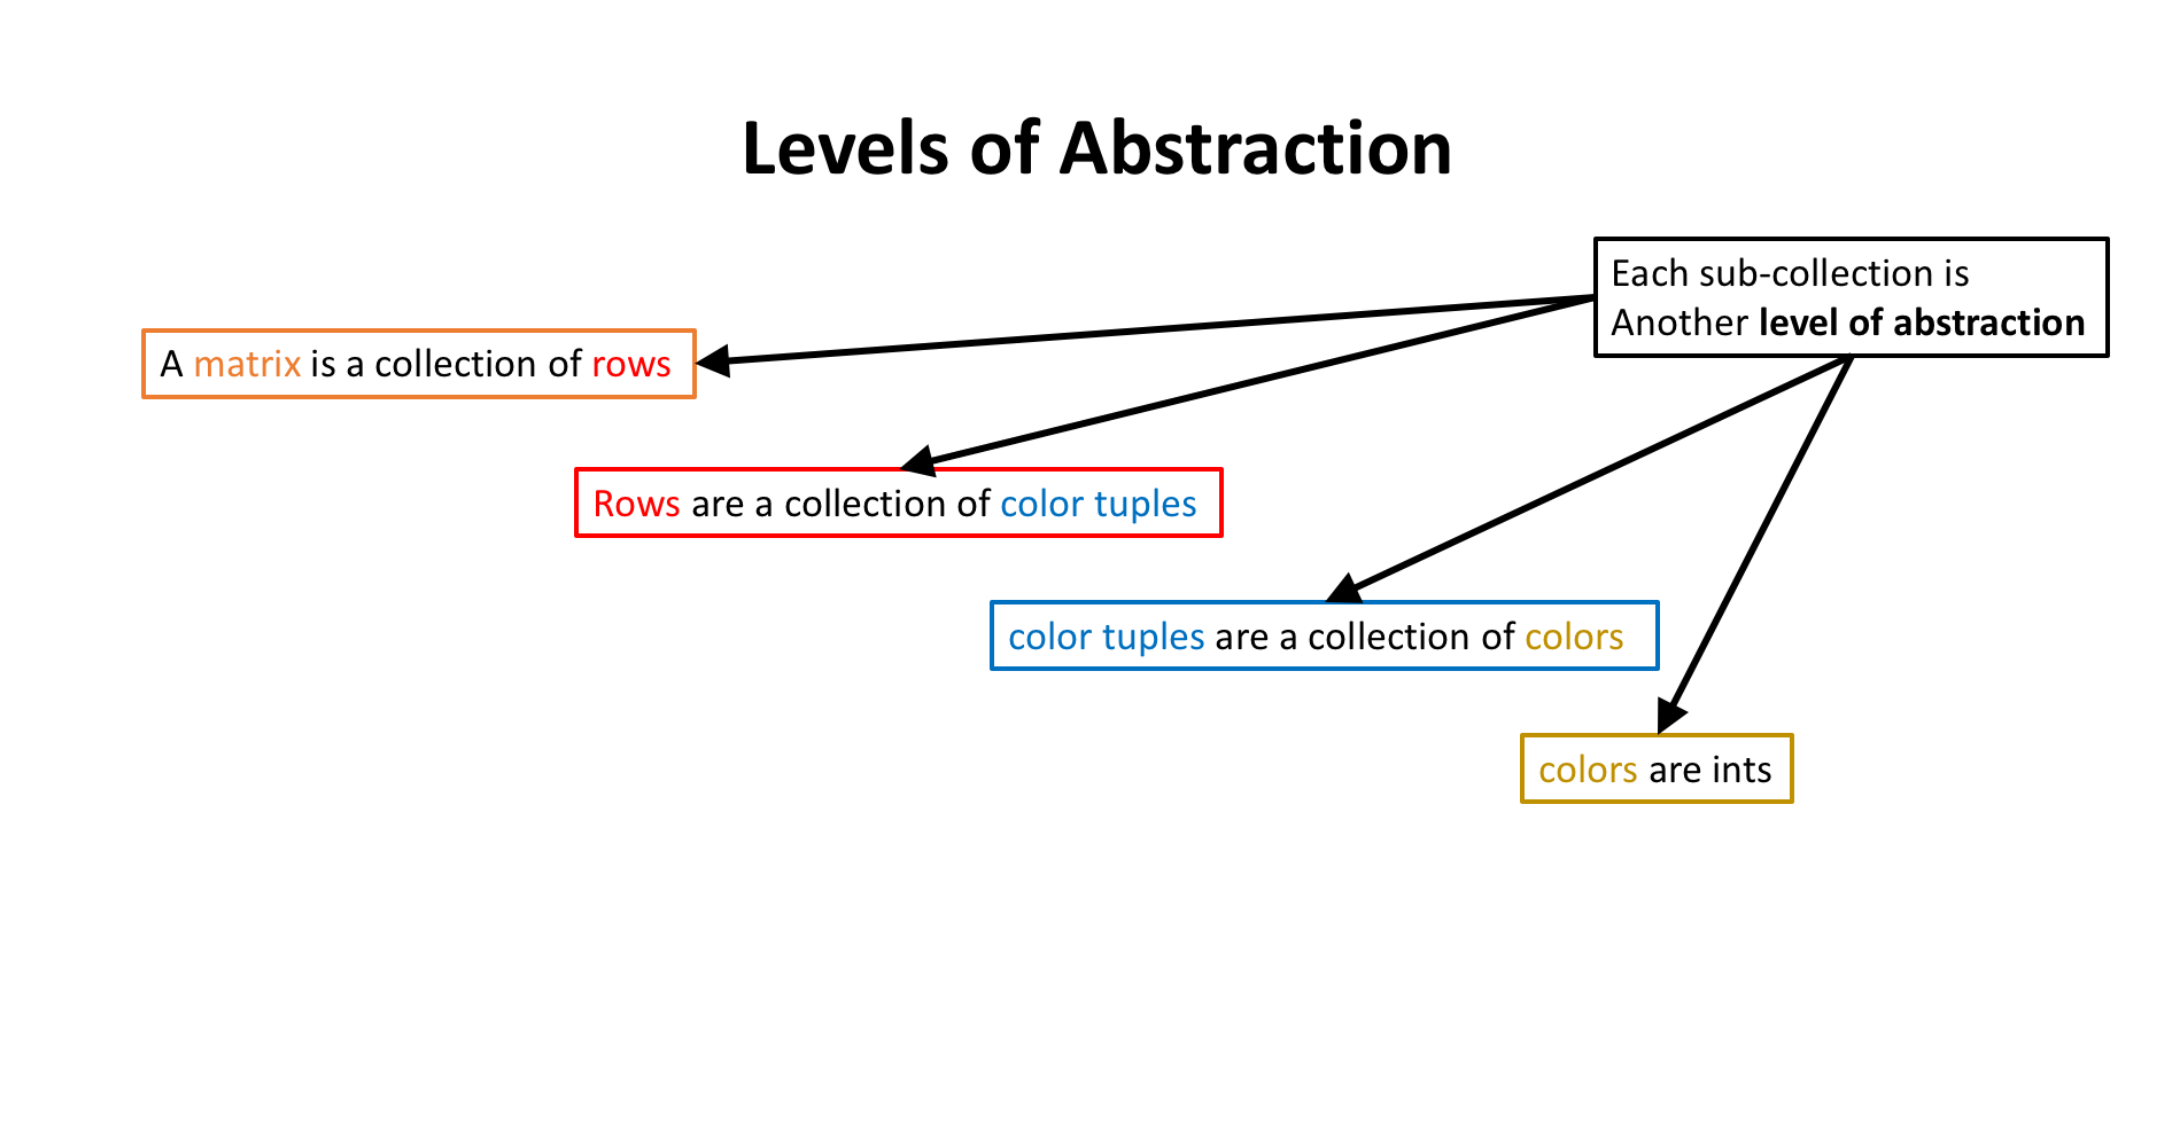 Levels of Abstraction
Each sub-collection is
Another level of abstraction
A matrix is a collection of rows
Rows are a collection of color tuples
color tuples are a collection of colors
colors are ints